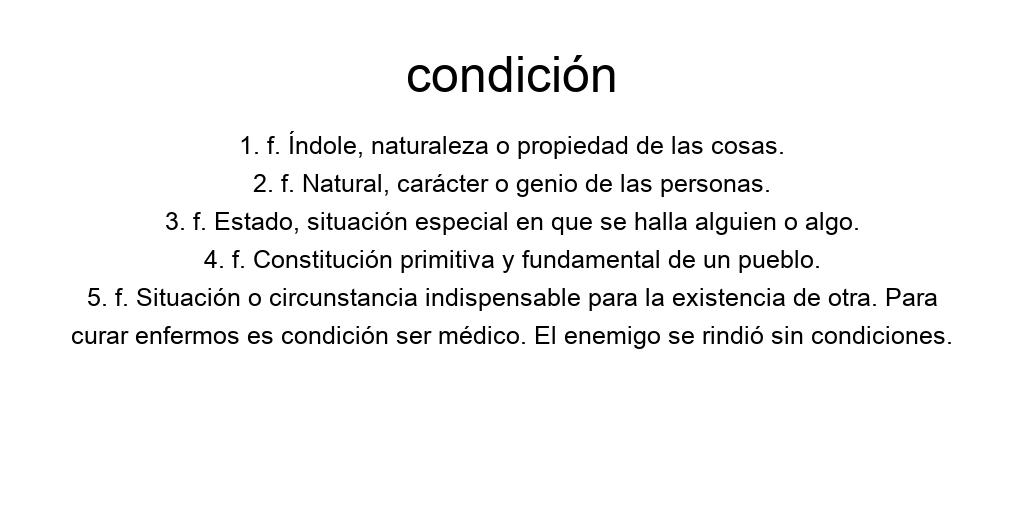 condición
1. f. Índole, naturaleza o propiedad de las cosas.
2. f. Natural, carácter o genio de las personas.
3. f. Estado, situación especial en que se halla alguien o algo.
4. f. Constitución primitiva y fundamental de un pueblo.
5. f. Situación o circunstancia indispensable para la existencia de otra. Para
curar enfermos es condición ser médico. El enemigo se rindió sin condiciones.